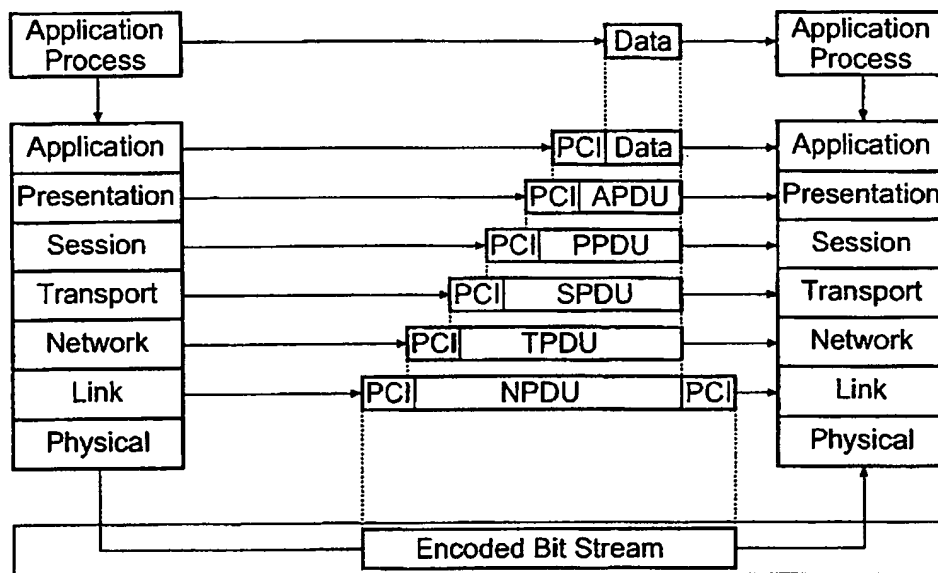 Application Process
Data
Application Process
Application
PCI Data
Application
Presentation
PCI APDU
Presentation
Session
PCI PPDU
Session
Transport
PCI SPDU
Transport
Network
PCI TPDU
Network
Link
PCI NPDU PCI
Link
Physical
Physical
Encoded Bit Stream